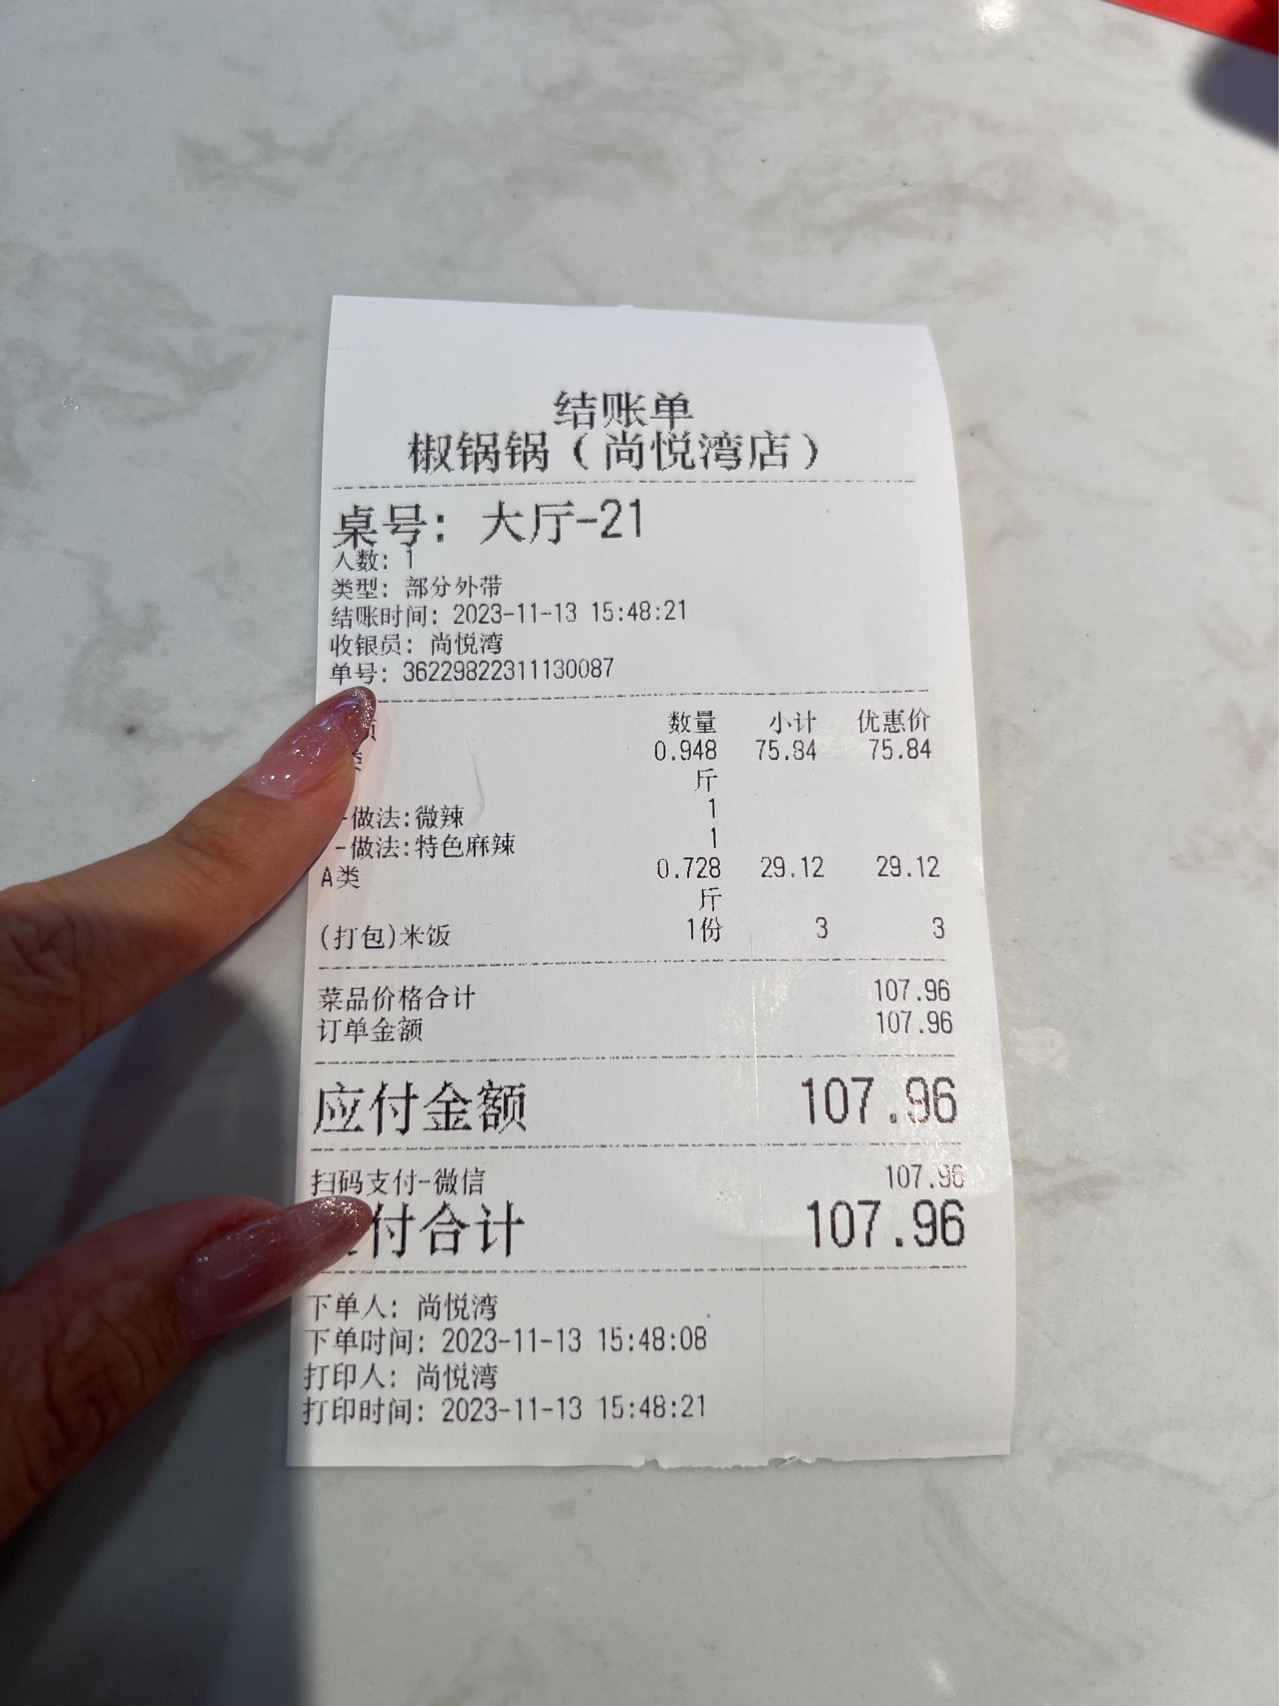 结账单
椒锅锅（尚悦湾店）
桌号：大厅-21
人数：1
类型：部分外带
结账时间：2023-11-13 15:48:21
收银员：尚悦湾
单号：36229822311130087
数量 小计 优惠价
类 0.948 75.84 75.84
斤
-做法:微辣 1
-做法:特色麻辣 1
A类 0.728 29.12 29.12
斤
(打包)米饭 1份 3 3
菜品价格合计 107.96
订单金额 107.96
应付金额 107.96
扫码支付-微信 107.96
付合计 107.96
下单人：尚悦湾
下单时间：2023-11-13 15:48:08
打印人：尚悦湾
打印时间：2023-11-13 15:48:21